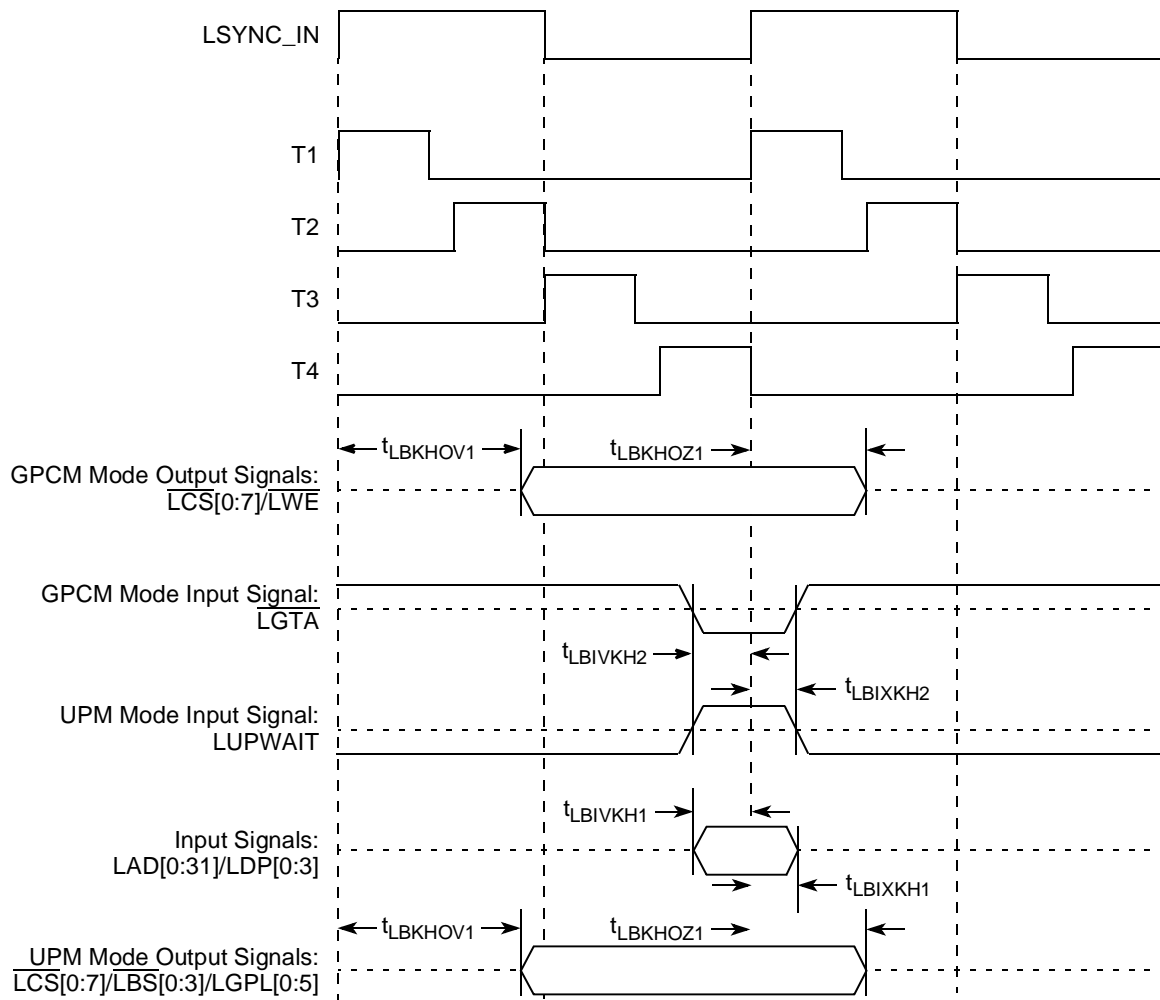 LSYNC_IN
T1
T2
T3
T4
tLBKHOV1
tLBKHOZ1
GPCM Mode Output Signals:
LCS[0:7]/LWE
GPCM Mode Input Signal:
LGTA
tLBIVKH2
tLBIXKH2
UPM Mode Input Signal:
LUPWAIT
tLBIVKH1
Input Signals:
LAD[0:31]/LDP[0:3]
tLBIXKH1
tLBKHOV1
tLBKHOZ1
UPM Mode Output Signals:
LCS[0:7]/LBS[0:3]/LGPL[0:5]